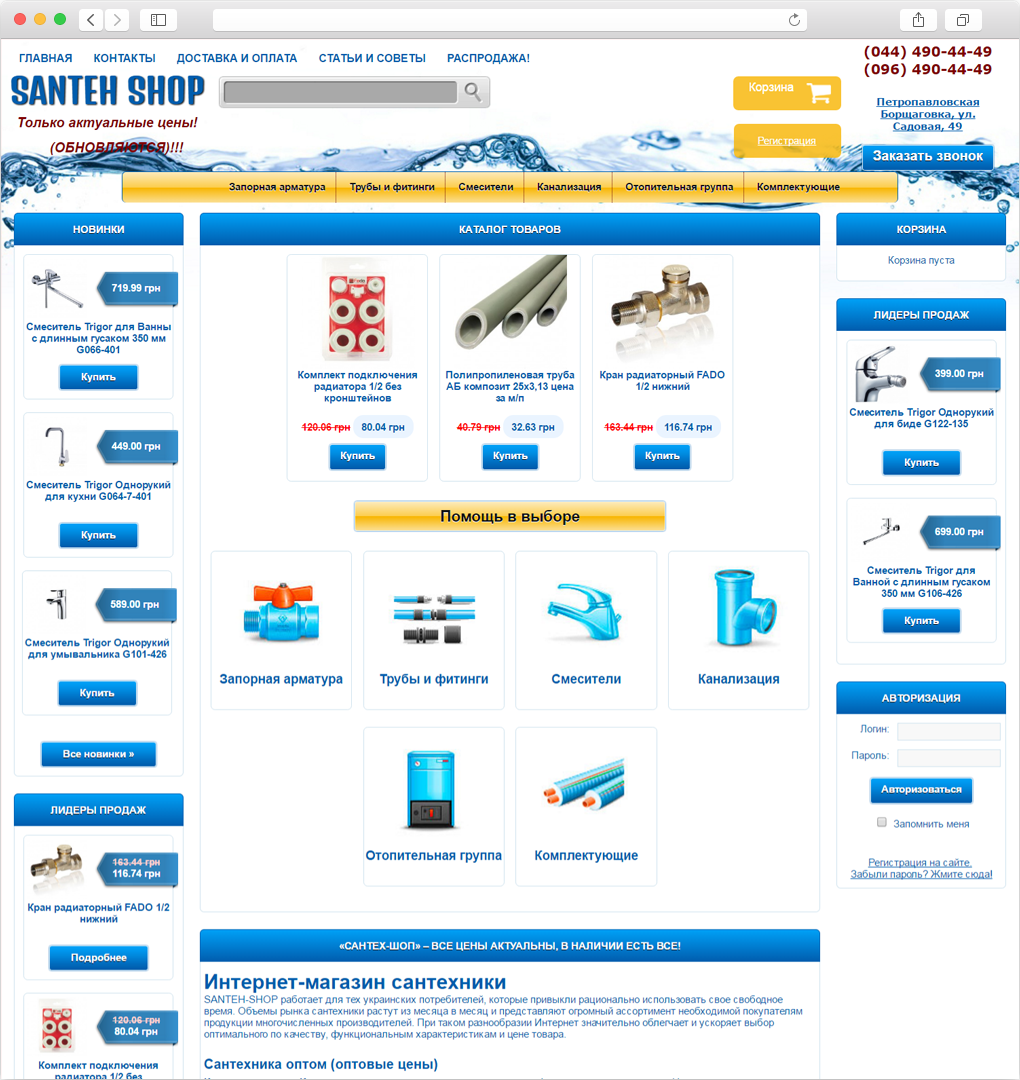 ГЛАВНАЯ КОНТАКТЫ ДОСТАВКА И ОПЛАТА СТАТЬИ И СОВЕТЫ РАСПРОДАЖА!
(044) 490-44-49
(096) 490-44-49
SANTEH SHOP
Только актуальные цены!
(ОБНОВЛЯЮТСЯ)!!!
Корзина
Регистрация
Петропавловская
Борщаговка, ул.
Садовая, 49
Заказать звонок
Запорная арматура Трубы и фитинги Смесители Канализация Отопительная группа Комплектующие
НОВИНКИ
719.99 грн
Смеситель Trigor для Ванны
с длинным гусаком 350 мм
G066-401
Купить
449.00 грн
Смеситель Trigor Однорукий
для кухни G064-7-401
Купить
589.00 грн
Смеситель Trigor Однорукий
для умывальника G101-426
Купить
Все новинки »
ЛИДЕРЫ ПРОДАЖ
163.44 грн
116.74 грн
Кран радиаторный FADO 1/2
нижний
Подробнее
120.06 грн
80.04 грн
Комплект подключения
радиатора 1/2 без
КАТАЛОГ ТОВАРОВ
Комплект подключения
радиатора 1/2 без
кронштейнов
120.06 грн 80.04 грн
Купить
Полипропиленовая труба
АБ композит 25х3,13 цена
за м/п
40.79 грн 32.63 грн
Купить
Кран радиаторный FADO
1/2 нижний
163.44 грн 116.74 грн
Купить
Помощь в выборе
Запорная арматура
Трубы и фитинги
Смесители
Канализация
Отопительная группа
Комплектующие
«САНТЕХ-ШОП» – ВСЕ ЦЕНЫ АКТУАЛЬНЫ, В НАЛИЧИИ ЕСТЬ ВСЕ!
Интернет-магазин сантехники
SANTEH-SHOP работает для тех украинских потребителей, которые привыкли рационально использовать свое свободное
время. Объемы рынка сантехники растут из месяца в месяц и представляют огромный ассортимент необходимой покупателям
продукции многочисленных производителей. При таком разнообразии Интернет значительно облегчает и ускоряет выбор
оптимального по качеству, функциональным характеристикам и цене товара.
Сантехника оптом (оптовые цены)
КОРЗИНА
Корзина пуста
ЛИДЕРЫ ПРОДАЖ
399.00 грн
Смеситель Trigor Однорукий
для биде G122-135
Купить
699.00 грн
Смеситель Trigor для
Ванной с длинным гусаком
350 мм G106-426
Купить
АВТОРИЗАЦИЯ
Логин:
Пароль:
Авторизоваться
Запомнить меня
Регистрация на сайте.
Забыли пароль? Жмите сюда!